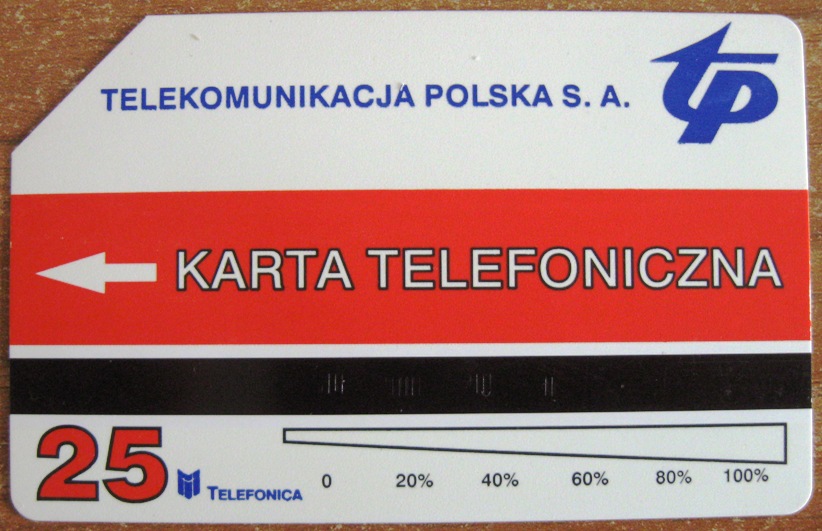 TELEKOMUNIKACJA POLSKA S. A.
TP
KARTA TELEFONICZNA
25
TELEFONICA
0 20% 40% 60% 80% 100%